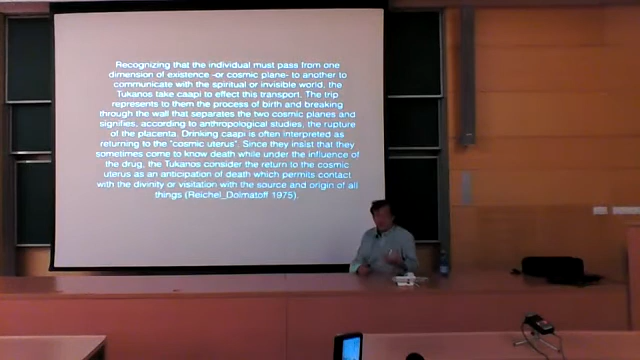 Recognizing that the individual must pass from one
dimension of existence -or cosmic plane- to another to
communicate with the spiritual or invisible world, the
Tukanos take caapi to effect this transport. The trip
represents to them the process of birth and breaking
through the wall that separates the two cosmic planes and
signifies, according to anthropological studies, the rupture
of the placenta. Drinking caapi is often interpreted as
returning to the "cosmic uterus". Since they insist that they
sometimes come to know death while under the influence of
the drug, the Tukanos consider the return to the cosmic
uterus as an anticipation of death which permits contact
with the divinity or visitation with the source and origin of all
things (Reichel_Dolmatoff 1975).